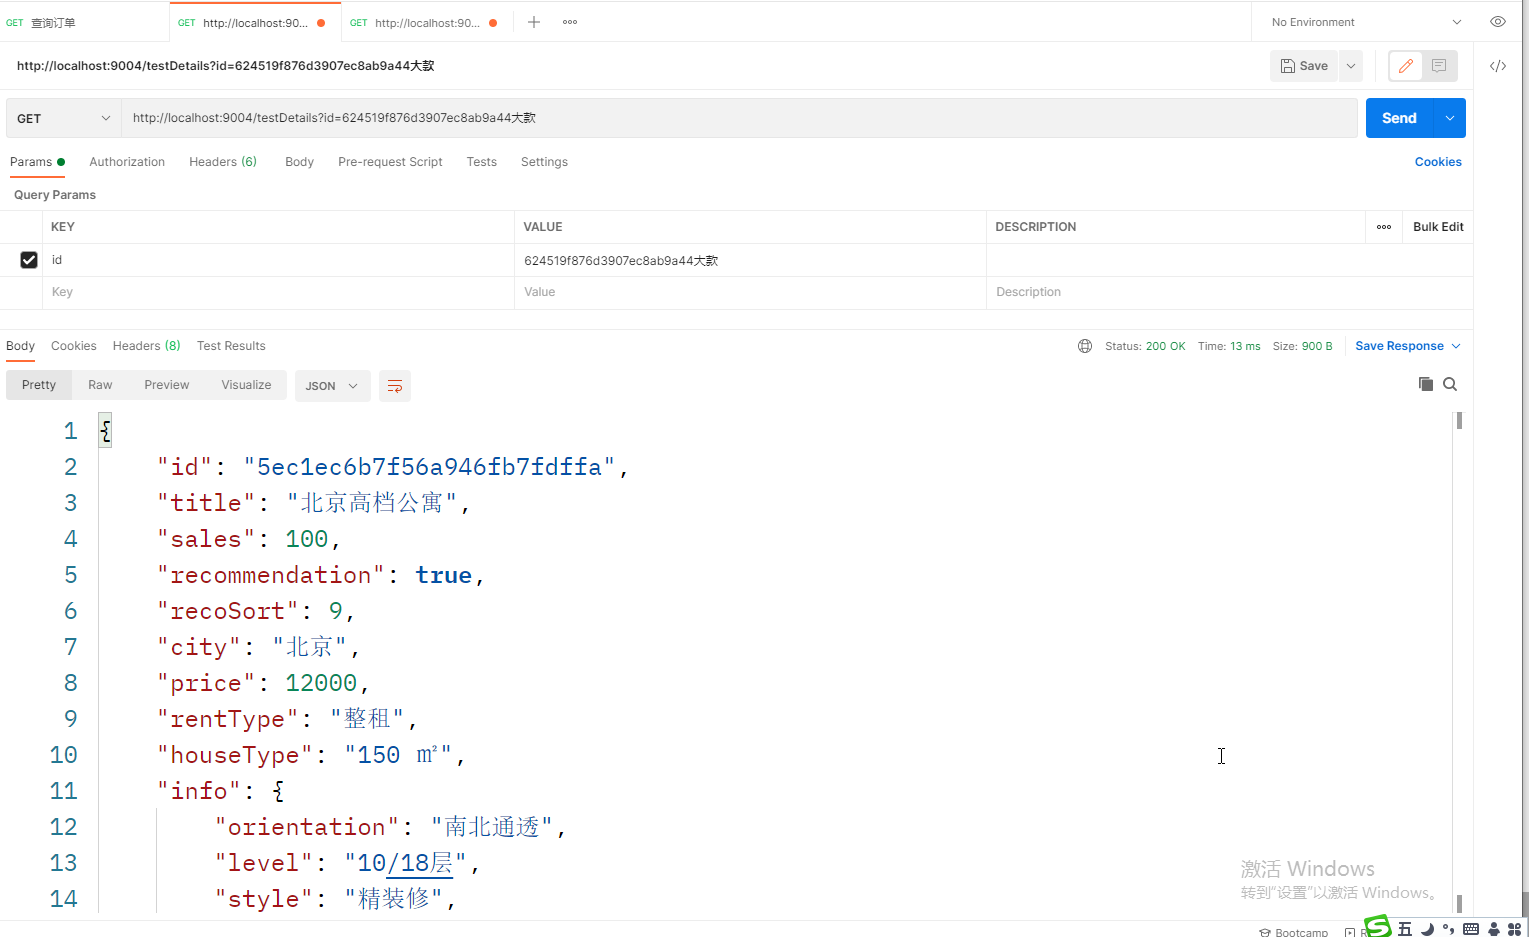 GET 查询订单 GET http://localhost:90... GET http://localhost:90... No Environment
http://localhost:9004/testDetails?id=624519f876d3907ec8ab9a44大款 Save
GET http://localhost:9004/testDetails?id=624519f876d3907ec8ab9a44大款 Send
Params Authorization Headers (6) Body Pre-request Script Tests Settings Cookies
Query Params
KEY VALUE DESCRIPTION Bulk Edit
id 624519f876d3907ec8ab9a44大款
Key Value Description
Body Cookies Headers (8) Test Results Status: 200 OK Time: 13 ms Size: 900 B Save Response
Pretty Raw Preview Visualize JSON
1 {
2 "id": "5ec1ec6b7f56a946fb7fdffa",
3 "title": "北京高档公寓",
4 "sales": 100,
5 "recommendation": true,
6 "recoSort": 9,
7 "city": "北京",
8 "price": 12000,
9 "rentType": "整租",
10 "houseType": "150 ㎡",
11 "info": {
12 "orientation": "南北通透",
13 "level": "10/18层",
14 "style": "精装修",
激活 Windows
转到"设置"以激活 Windows。
Bootcamp 五